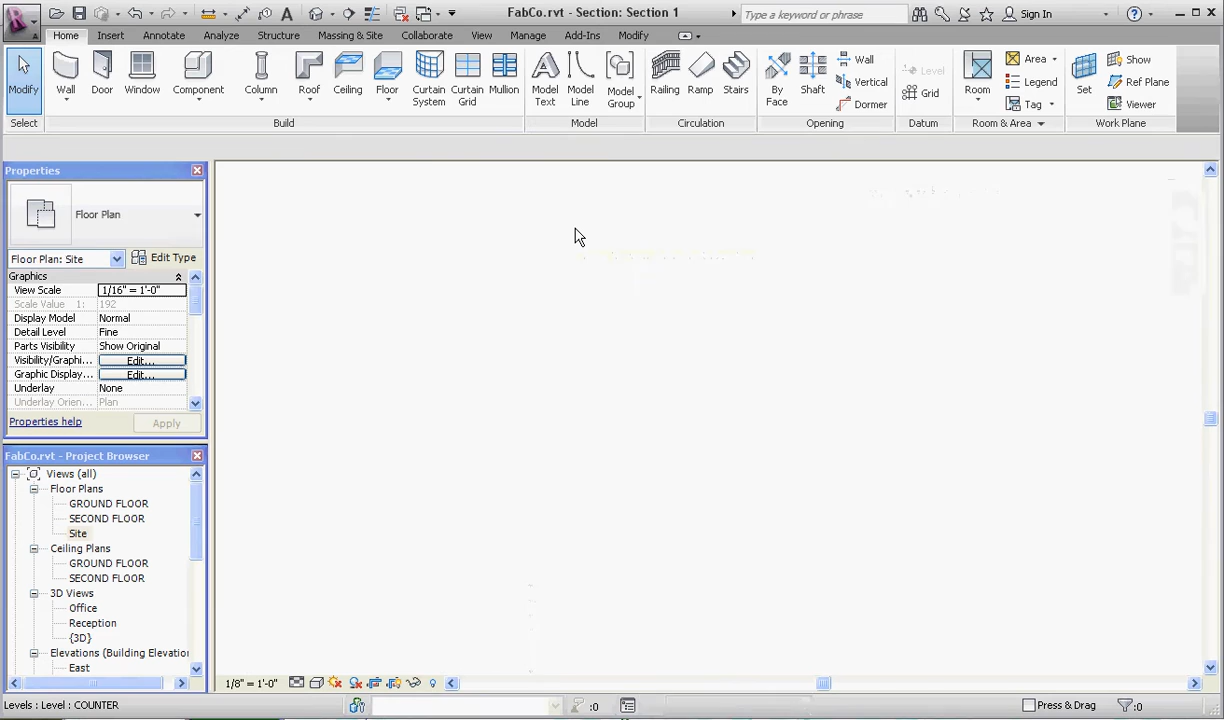 FabCo.rvt - Section: Section 1
Type a keyword or phrase
Sign In
Home Insert Annotate Analyze Structure Massing & Site Collaborate View Manage Add-Ins Modify
Modify Wall Door Window Component Column Roof Ceiling Floor Curtain System Curtain Grid Mullion Model Text Model Line Model Group Railing Ramp Stairs By Face Shaft Wall Vertical Dormer Level Grid Room Area Legend Tag Set Show Ref Plane Viewer
Select Build Model Circulation Opening Datum Room & Area Work Plane
Properties
Floor Plan
Floor Plan: Site Edit Type
Graphics
View Scale 1/16" = 1'-0"
Scale Value 1: 192
Display Model Normal
Detail Level Fine
Parts Visibility Show Original
Visibility/Graphi... Edit...
Graphic Display... Edit...
Underlay None
Underlay Orien... Plan
Properties help Apply
FabCo.rvt - Project Browser
Views (all)
Floor Plans
GROUND FLOOR
SECOND FLOOR
Site
Ceiling Plans
GROUND FLOOR
SECOND FLOOR
3D Views
Office
Reception
{3D}
Elevations (Building Elevation
East
1/8" = 1'-0"
Levels : Level : COUNTER
:0
Press & Drag
:0